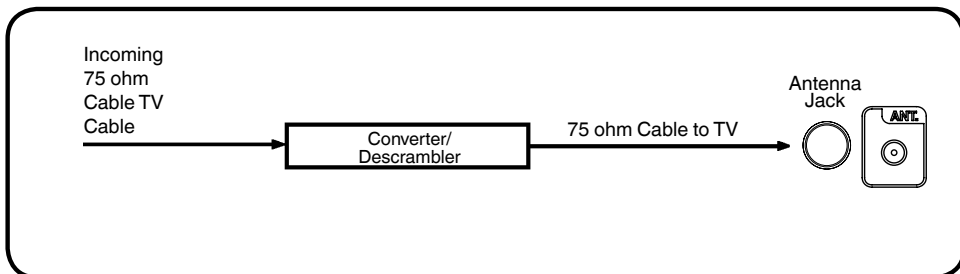 Incoming
75 ohm
Cable TV
Cable
Converter/
Descrambler
75 ohm Cable to TV
Antenna
Jack
ANT.